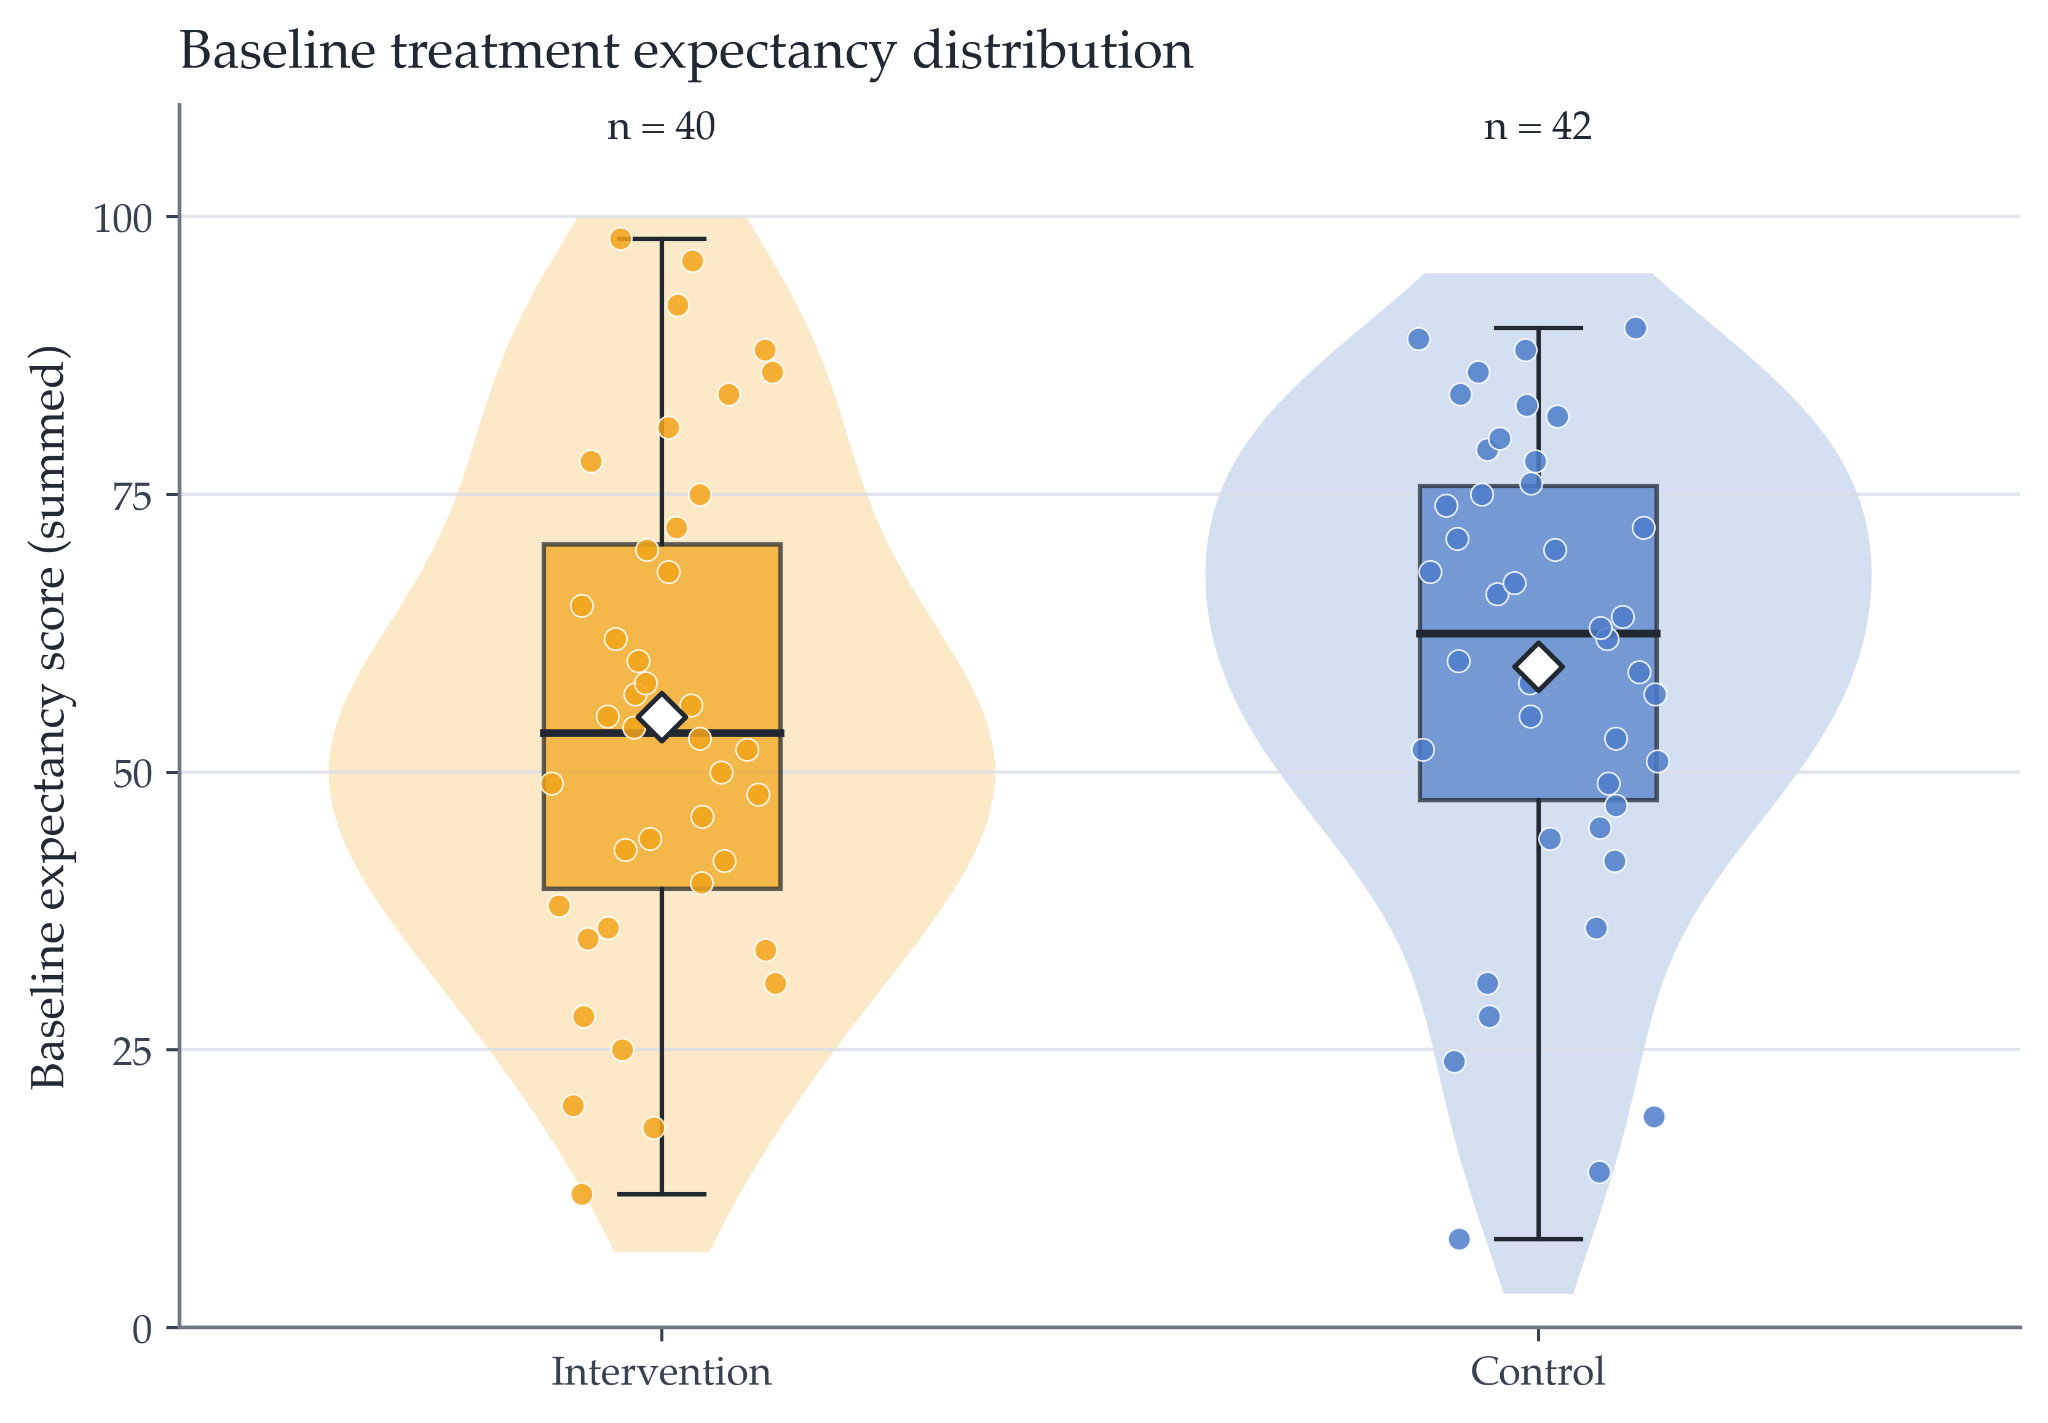 Baseline treatment expectancy distribution
n = 40
n = 42
Baseline expectancy score (summed)
100
75
50
25
0
Intervention
Control